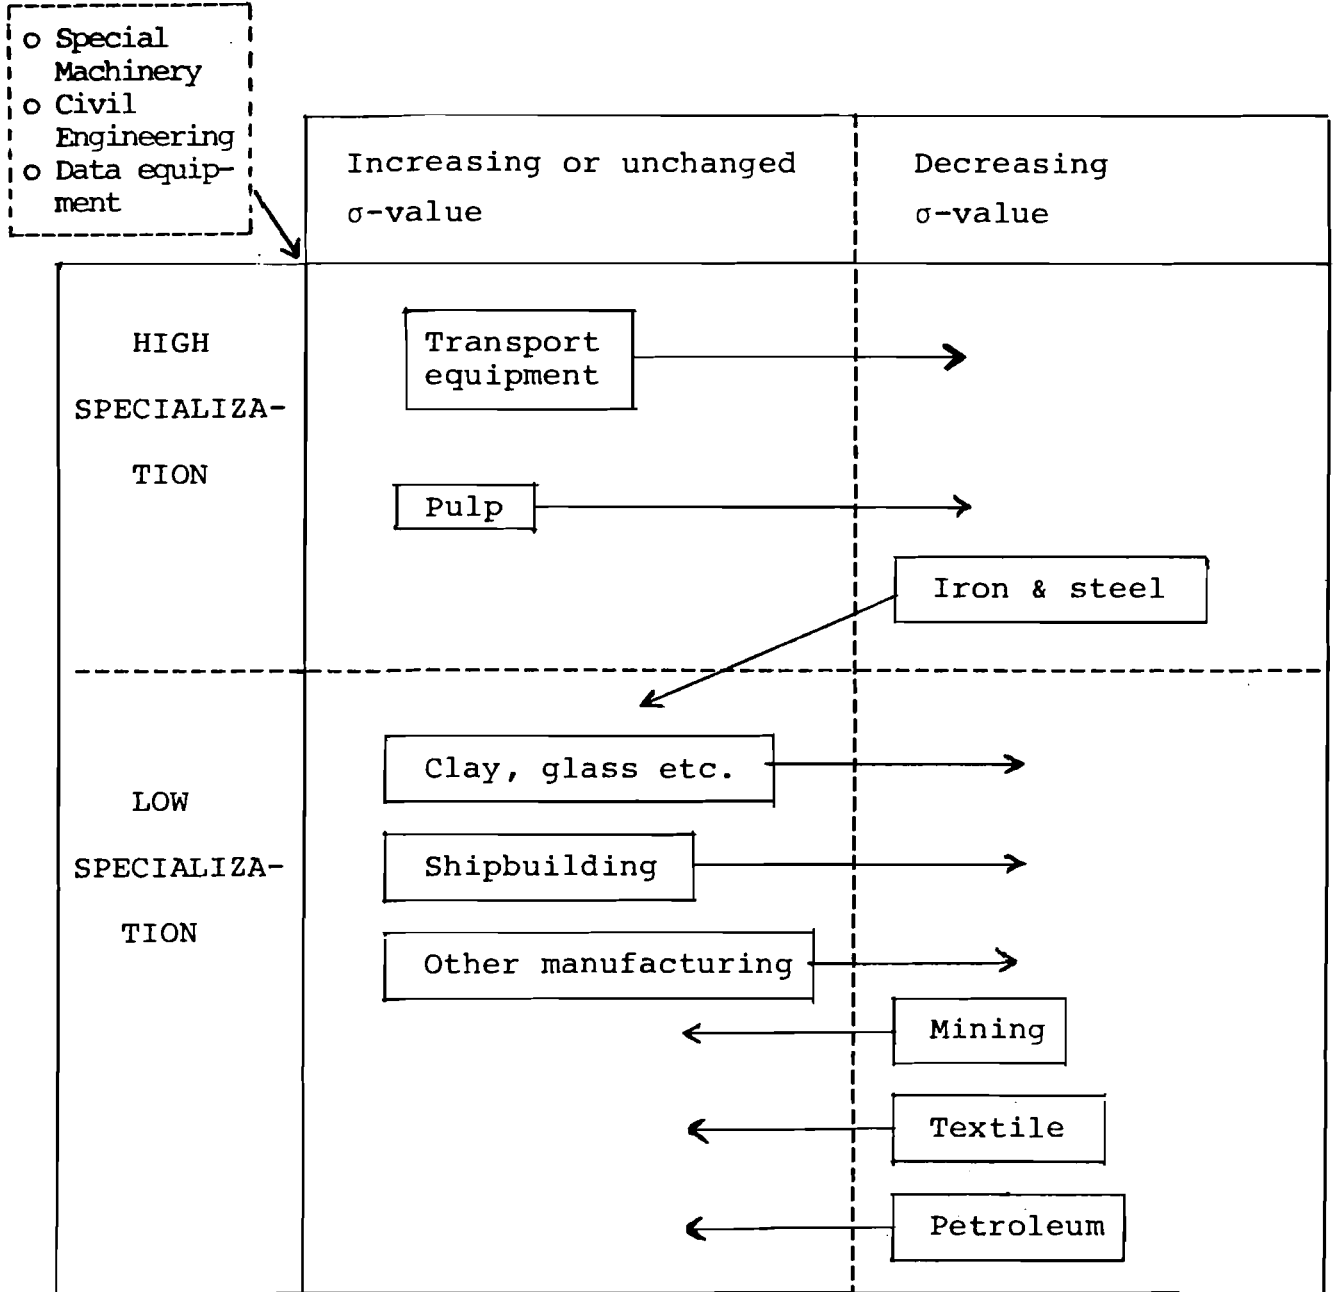 o Special
Machinery
o Civil
Engineering
o Data equip-
ment
Increasing or unchanged
σ-value
Decreasing
σ-value
HIGH
SPECIALIZA-
TION
Transport
equipment
Pulp
Iron & steel
LOW
SPECIALIZA-
TION
Clay, glass etc.
Shipbuilding
Other manufacturing
Mining
Textile
Petroleum